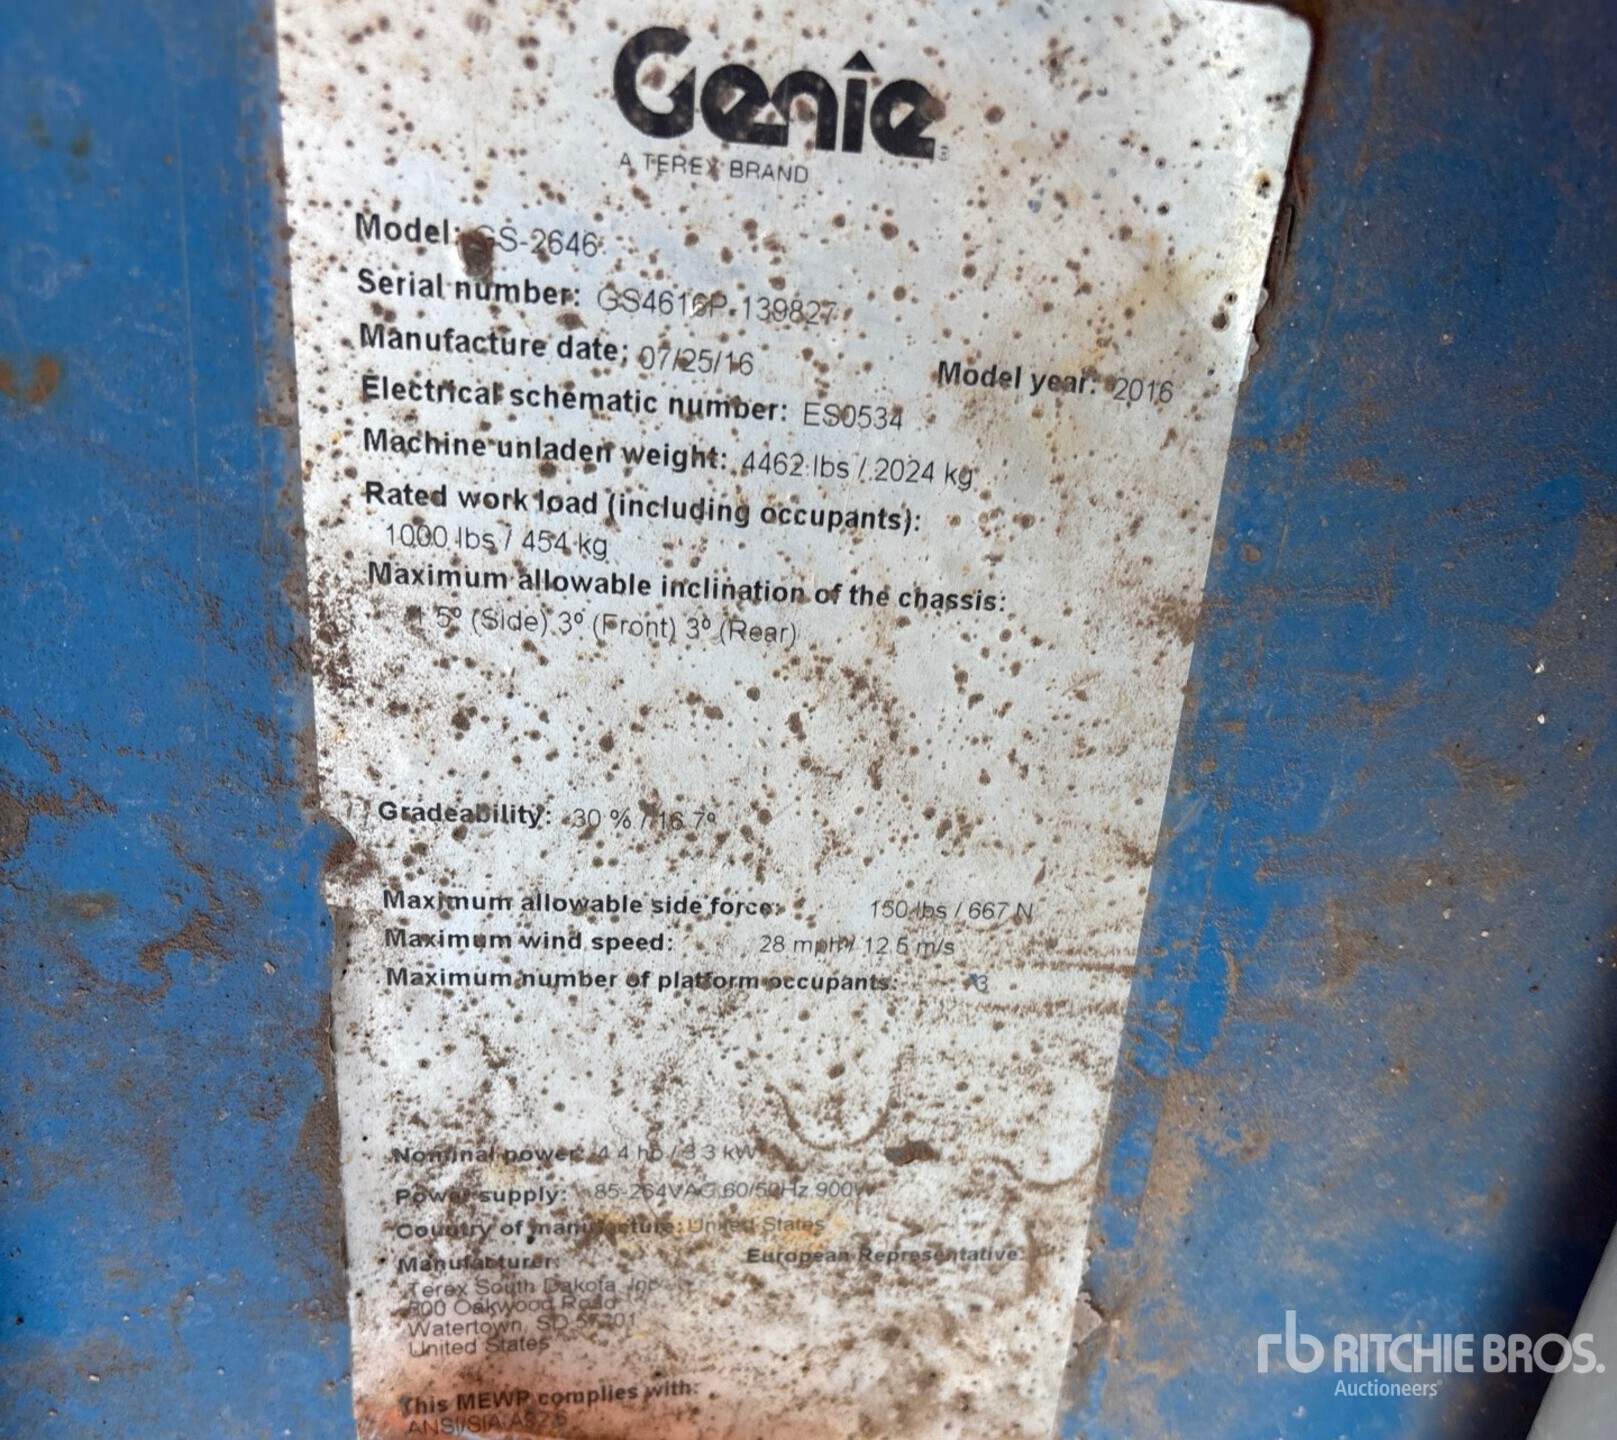 Genie
A TEREX BRAND
Model: GS-2646
Serial number: GS4616P-139827
Manufacture date: 07/25/16
Model year: 2016
Electrical schematic number: ES0534
Machine unladen weight: 4462 lbs / 2024 kg
Rated work load (including occupants):
1000 lbs / 454 kg
Maximum allowable inclination of the chassis:
1.5º (Side) 3º (Front) 3º (Rear)
Gradeability: 30 % / 16.7º
Maximum allowable side force: 150 lbs / 667 N
Maximum wind speed: 28 mph / 12.5 m/s
Maximum number of platform occupants: 3
Nominal power: 4.4 hp / 3.3 kW
Power supply: 85-264VAC 60/50Hz 900W
Country of manufacture: United States
Manufacturer:
European Representative:
Terex South Dakota, Inc
500 Oakwood Road
Watertown, SD 57201
United States
This MEWP complies with:
ANSI/SIA A92.6
rb RITCHIE BROS.
Auctioneers